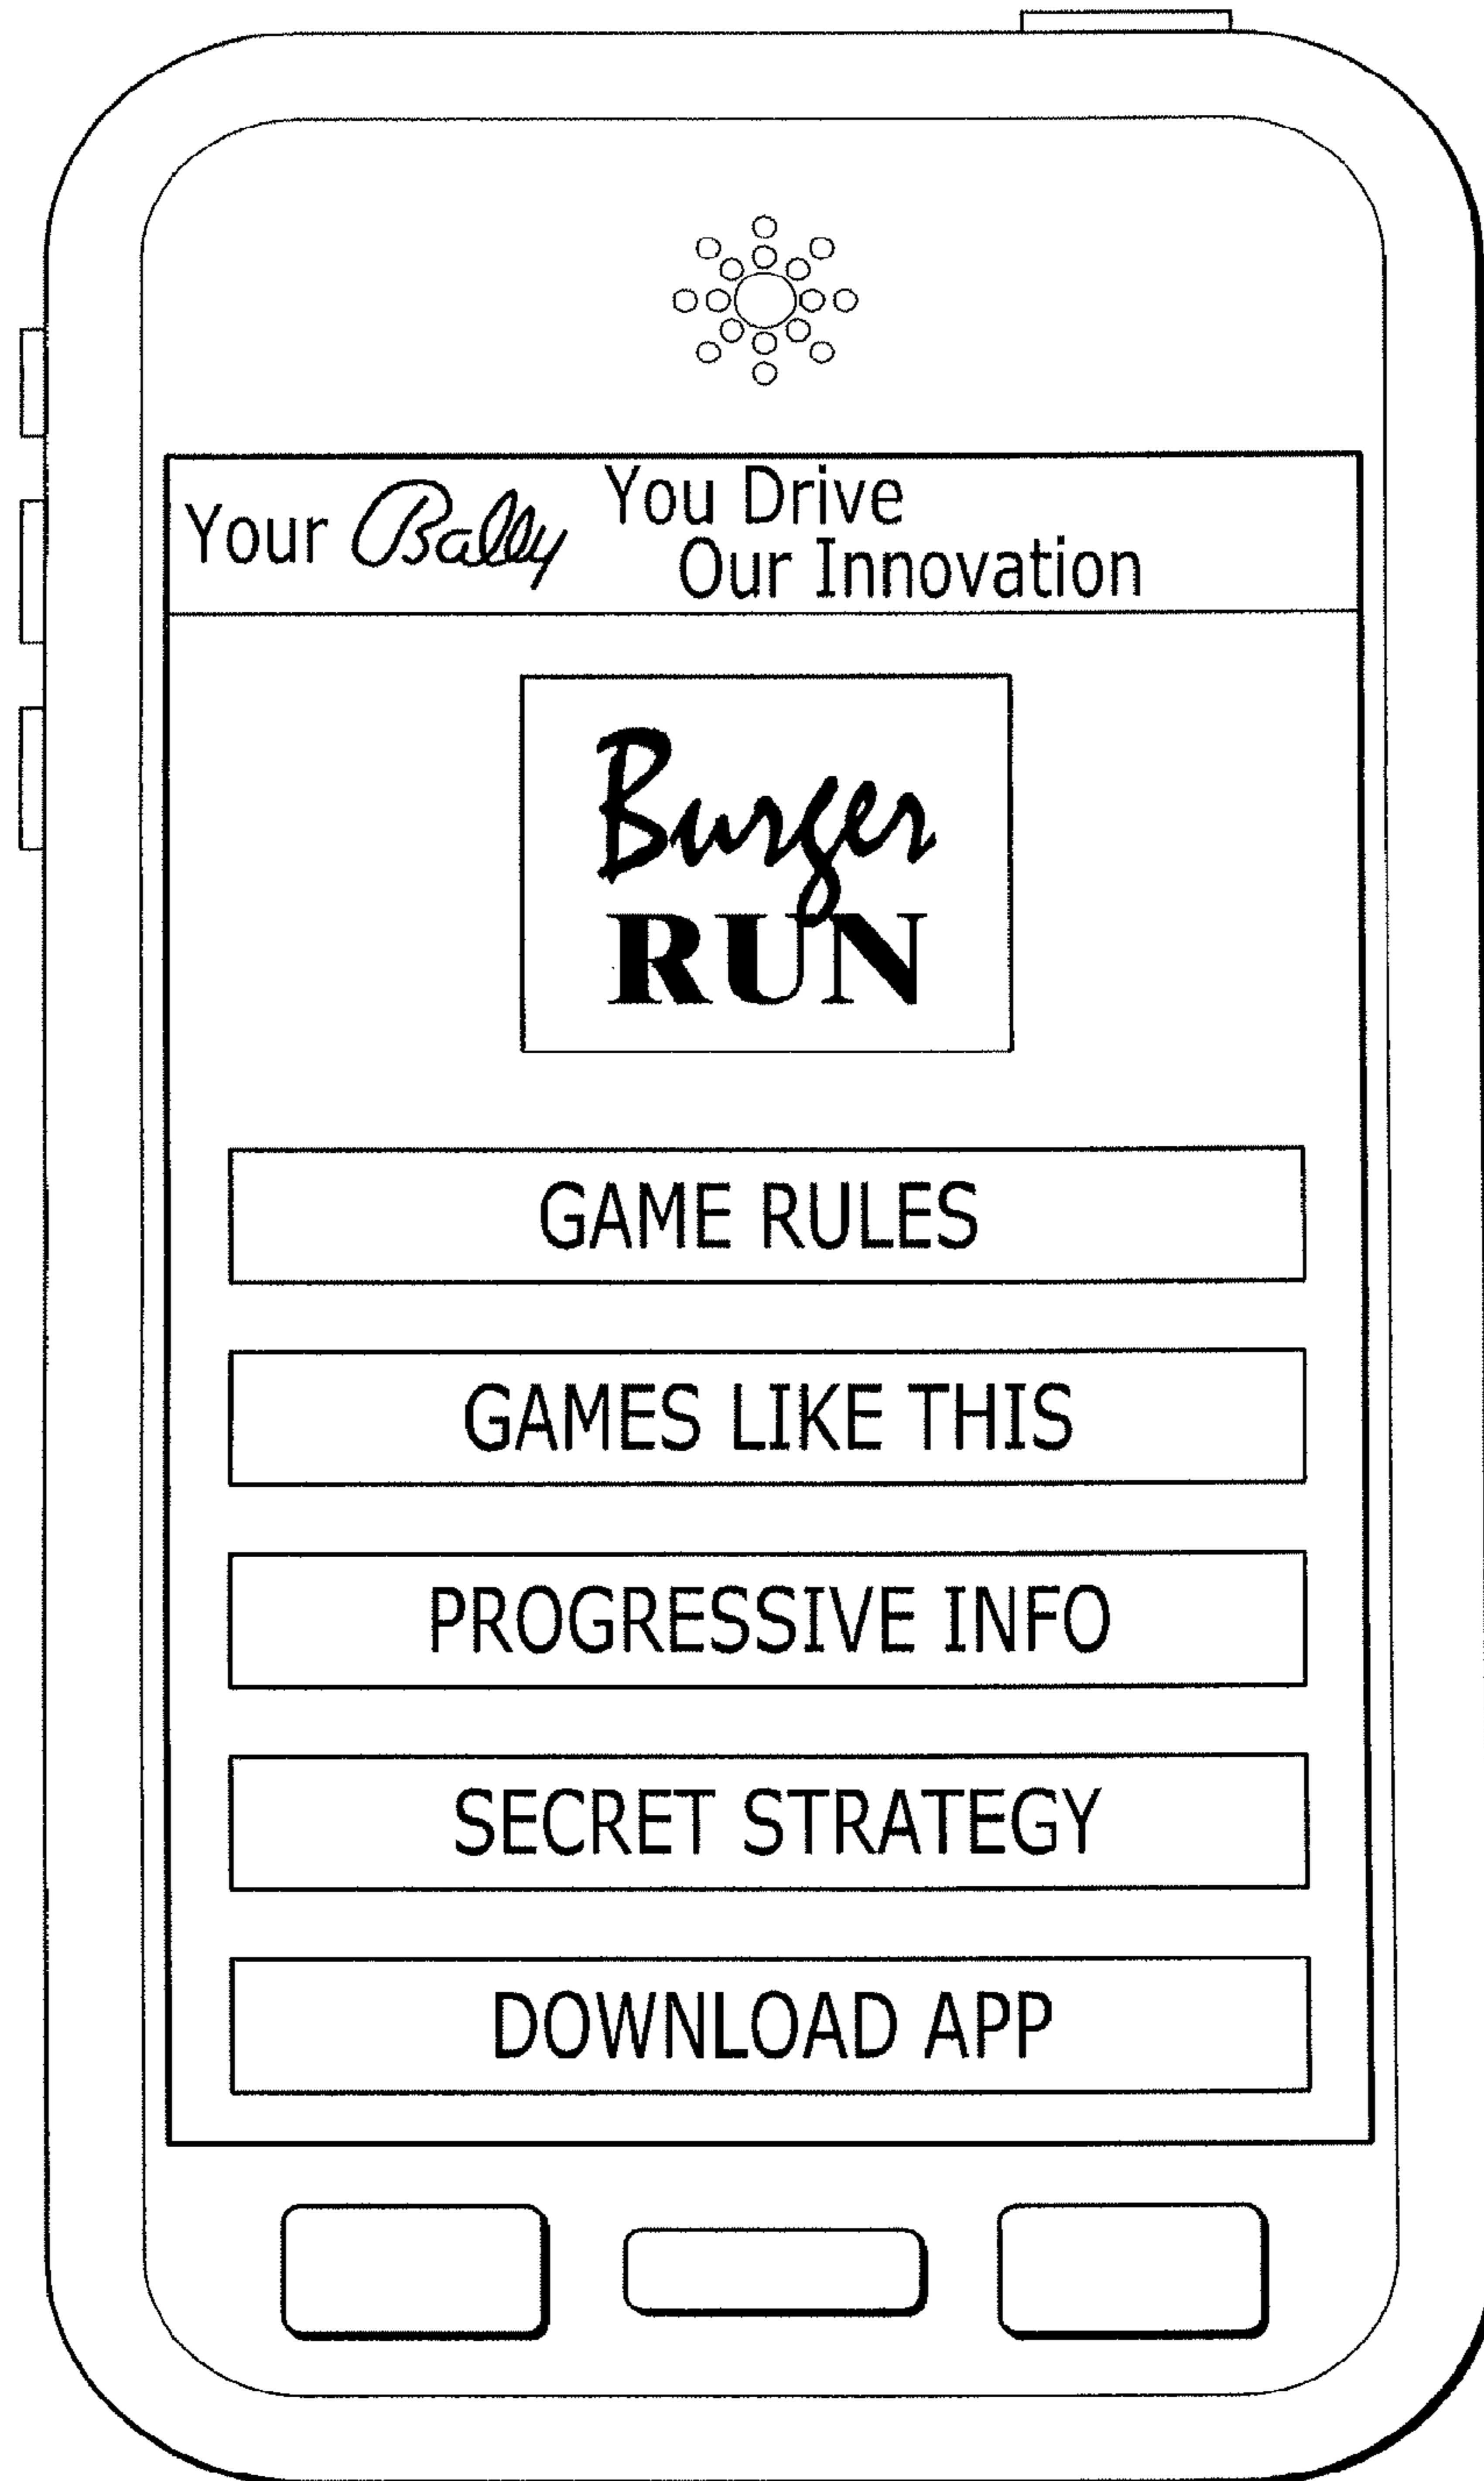 Your Bally You Drive
Our Innovation
Burger
RUN
GAME RULES
GAMES LIKE THIS
PROGRESSIVE INFO
SECRET STRATEGY
DOWNLOAD APP